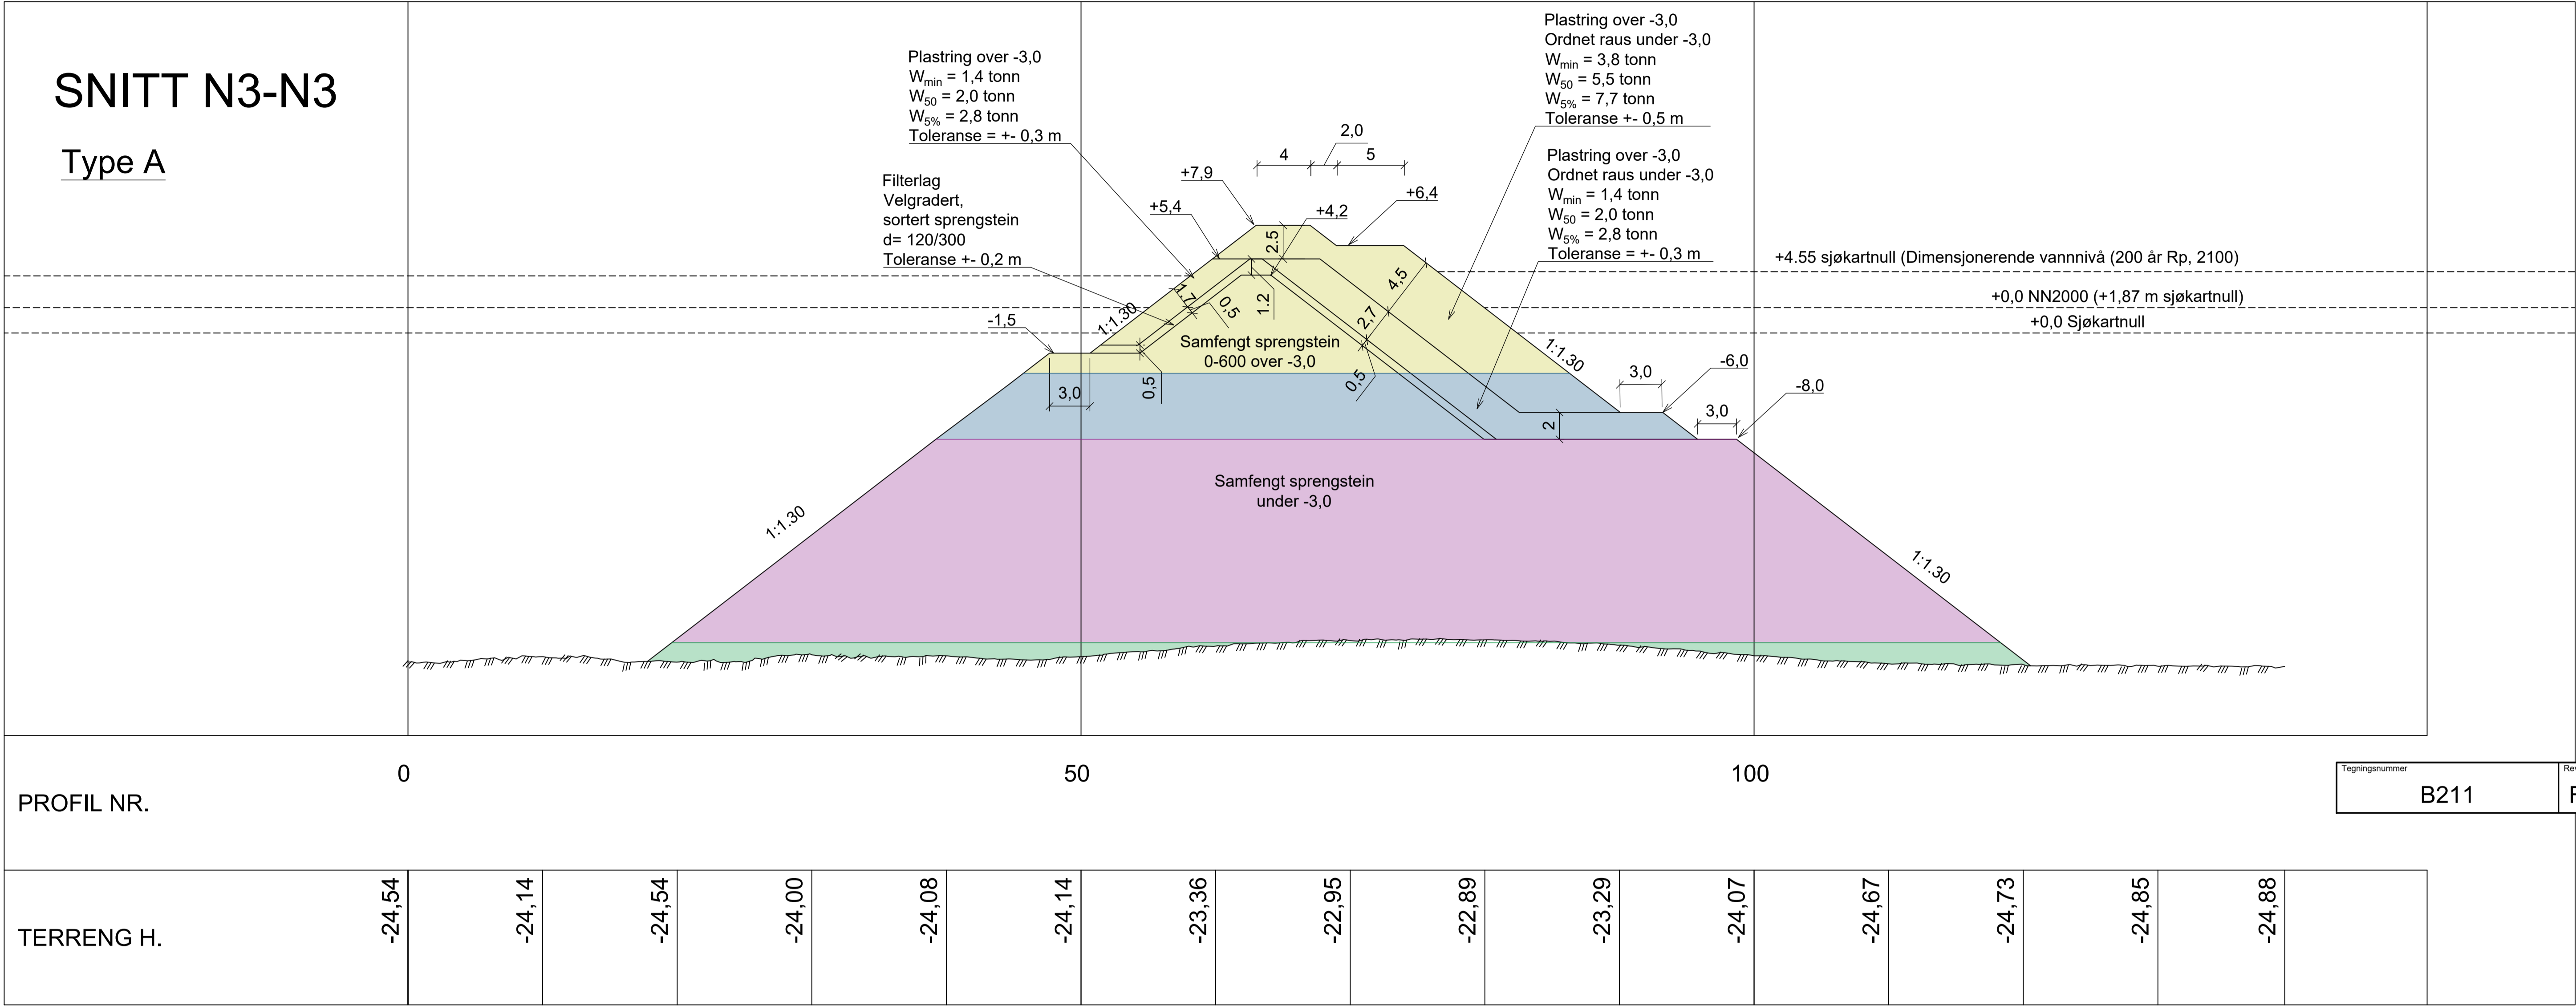 SNITT N3-N3
Type A
Plastring over -3,0
Wmin = 1,4 tonn
W50 = 2,0 tonn
W5% = 2,8 tonn
Toleranse = +- 0,3 m
Filterlag
Velgradert,
sortert sprengstein
d= 120/300
Toleranse +- 0,2 m
Plastring over -3,0
Ordnet raus under -3,0
Wmin = 3,8 tonn
W50 = 5,5 tonn
W5% = 7,7 tonn
Toleranse +- 0,5 m
Plastring over -3,0
Ordnet raus under -3,0
Wmin = 1,4 tonn
W50 = 2,0 tonn
W5% = 2,8 tonn
Toleranse = +- 0,3 m
2,0
4
5
+7,9
+6,4
+5,4
+4,2
2.5
4,5
1.7
0,5
1.2
2,7
1:1.30
-1,5
+4.55 sjøkartnull (Dimensjonerende vannnivå (200 år Rp, 2100)
+0,0 NN2000 (+1,87 m sjøkartnull)
+0,0 Sjøkartnull
Samfengt sprengstein
0-600 over -3,0
1:1.30
3,0
0,5
0,5
3,0
-6,0
-8,0
3,0
2
Samfengt sprengstein
under -3,0
1:1.30
1:1.30
0
50
100
PROFIL NR.
Tegningsnummer
B211
TERRENG H.
-24,54
-24,14
-24,54
-24,00
-24,08
-24,14
-23,36
-22,95
-22,89
-23,29
-24,07
-24,67
-24,73
-24,85
-24,88